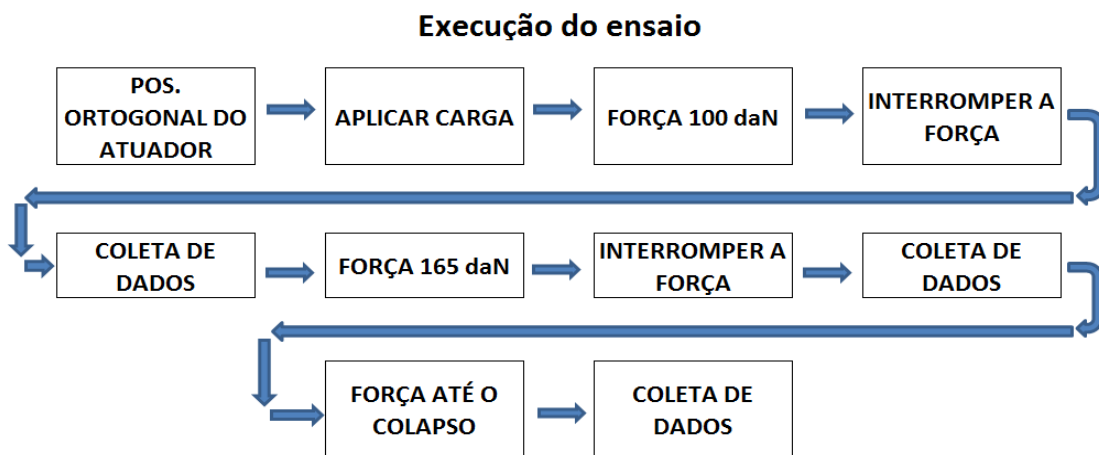 Execução do ensaio
POS.
ORTOGONAL DO
ATUADOR
APLICAR CARGA
FORÇA 100 daN
INTERROMPER A
FORÇA
COLETA DE
DADOS
FORÇA 165 daN
INTERROMPER A
FORÇA
COLETA DE
DADOS
FORÇA ATÉ O
COLAPSO
COLETA DE
DADOS